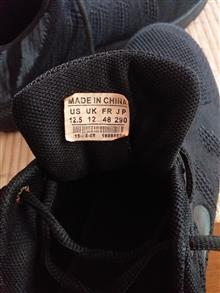 MADE IN CHINA
US UK FR JP
12.5 12 48 290